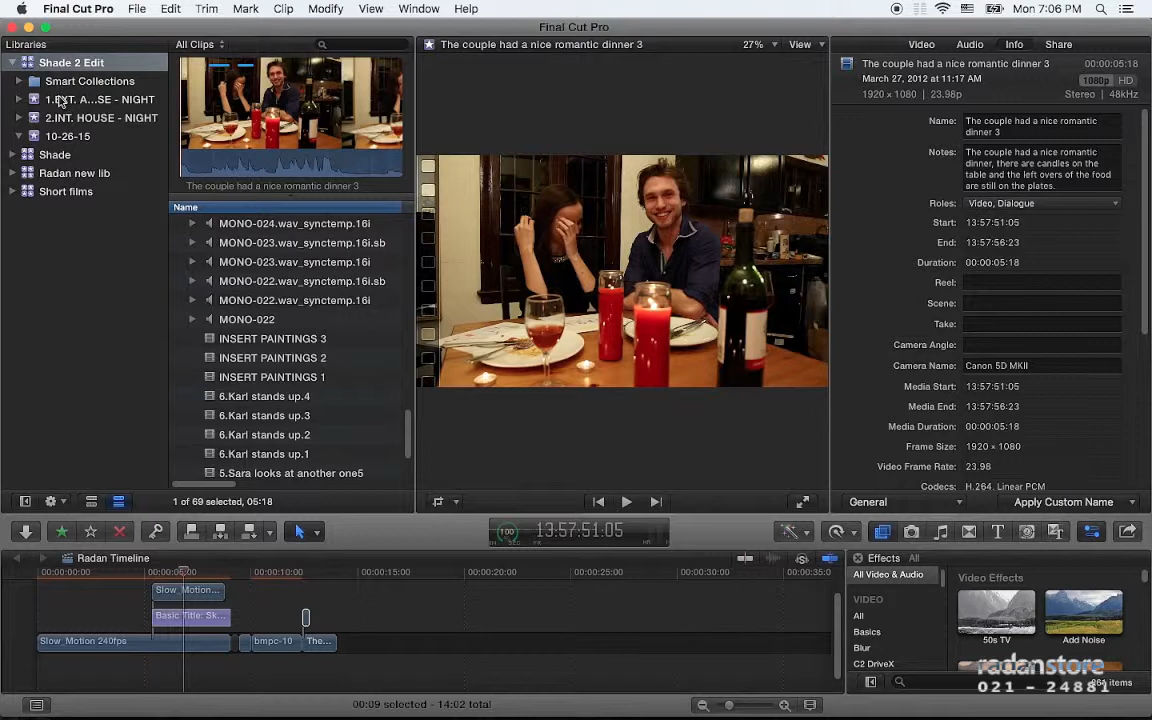 Final Cut Pro File Edit Trim Mark Clip Modify View Window Help Mon 7:06 PM
Final Cut Pro
Libraries
All Clips
The couple had a nice romantic dinner 3
27%
View
Video Audio Info Share
Shade 2 Edit
Smart Collections
1.EXT. A...SE - NIGHT
2.INT. HOUSE - NIGHT
10-26-15
Shade
Radan new lib
Short films
The couple had a nice romantic dinner 3
Name
MONO-024.wav_synctemp.16i
MONO-023.wav_synctemp.16i.sb
MONO-023.wav_synctemp.16i
MONO-022.wav_synctemp.16i.sb
MONO-022.wav_synctemp.16i
MONO-022
INSERT PAINTINGS 3
INSERT PAINTINGS 2
INSERT PAINTINGS 1
6.Karl stands up.4
6.Karl stands up.3
6.Karl stands up.2
6.Karl stands up.1
5.Sara looks at another one5
The couple had a nice romantic dinner 3 00:00:05:18
March 27, 2012 at 11:17 AM 1080p HD
1920 × 1080 | 23.98p Stereo | 48kHz
Name: The couple had a nice romantic
dinner 3
Notes: The couple had a nice romantic
dinner, there are candles on the
table and the left overs of the food
are still on the plates.
Roles: Video, Dialogue
Start: 13:57:51:05
End: 13:57:56:23
Duration: 00:00:05:18
Reel:
Scene:
Take:
Camera Angle:
Camera Name: Canon 5D MKII
Media Start: 13:57:51:05
Media End: 13:57:56:23
Media Duration: 00:00:05:18
Frame Size: 1920 × 1080
Video Frame Rate: 23.98
Codecs: H.264, Linear PCM
1 of 69 selected, 05:18
General
Apply Custom Name
100
13:57:51:05
Radan Timeline
00:00:00:00 00:00:10:00 00:00:15:00 00:00:20:00 00:00:25:00 00:00:30:00 00:00:35:0
Slow_Motion...
Basic Title: Sk...
Slow_Motion 240fps
bmpc-10
The...
Effects All
All Video & Audio
VIDEO
All
Basics
Blur
C2 DriveX
Video Effects
50s TV
Add Noise
radanstore
021 - 24881
items
00:09 selected - 14:02 total